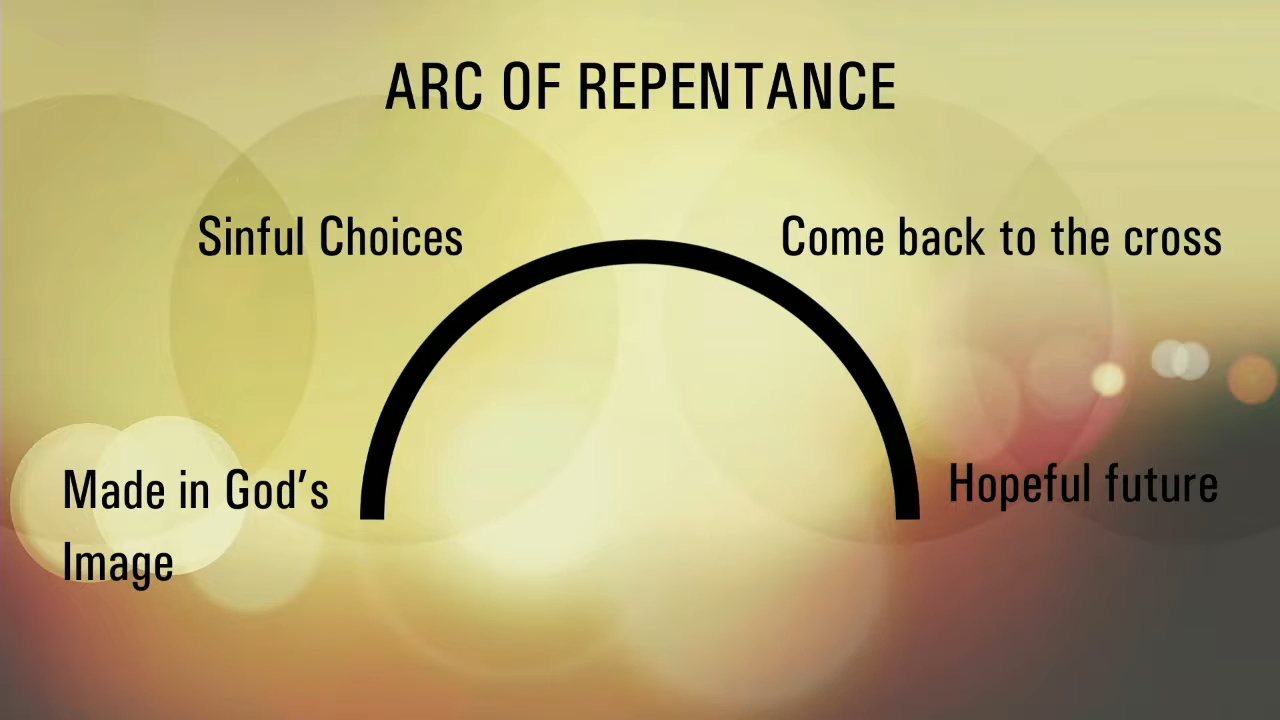 ARC OF REPENTANCE
Sinful Choices
Come back to the cross
Made in God’s
Image
Hopeful future